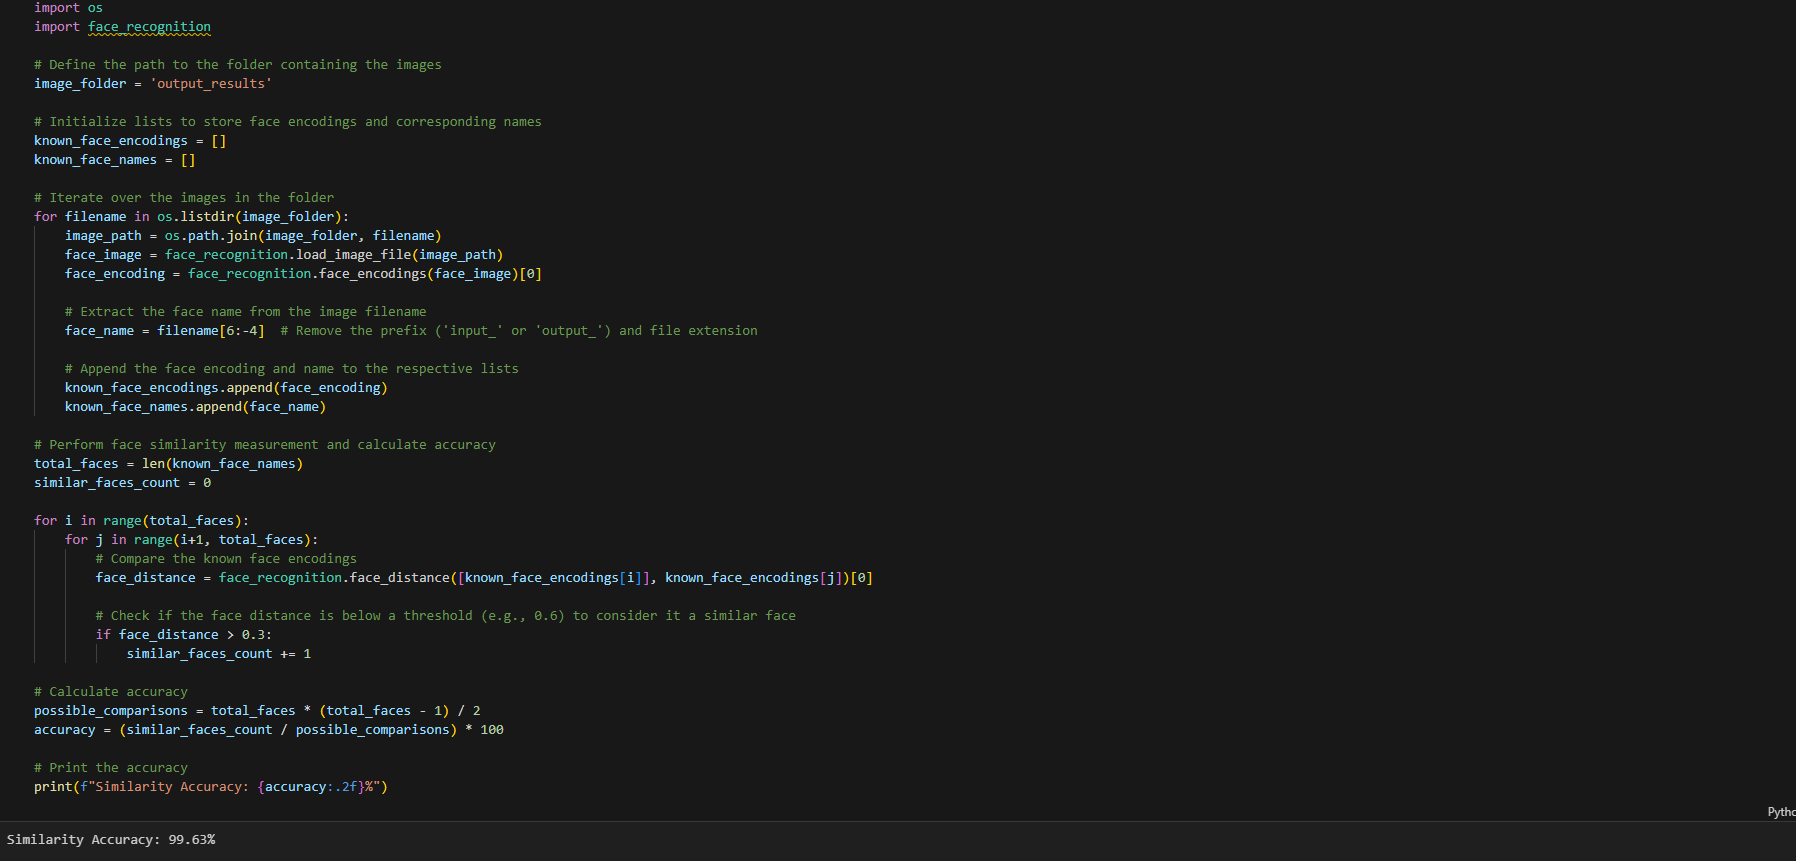 import os
import face_recognition
# Define the path to the folder containing the images
image_folder = 'output_results'
# Initialize lists to store face encodings and corresponding names
known_face_encodings = []
known_face_names = []
# Iterate over the images in the folder
for filename in os.listdir(image_folder):
    image_path = os.path.join(image_folder, filename)
    face_image = face_recognition.load_image_file(image_path)
    face_encoding = face_recognition.face_encodings(face_image)[0]
    # Extract the face name from the image filename
    face_name = filename[6:-4]  # Remove the prefix ('input_' or 'output_') and file extension
    # Append the face encoding and name to the respective lists
    known_face_encodings.append(face_encoding)
    known_face_names.append(face_name)
# Perform face similarity measurement and calculate accuracy
total_faces = len(known_face_names)
similar_faces_count = 0
for i in range(total_faces):
    for j in range(i+1, total_faces):
        # Compare the known face encodings
        face_distance = face_recognition.face_distance([known_face_encodings[i]], known_face_encodings[j])[0]
        # Check if the face distance is below a threshold (e.g., 0.6) to consider it a similar face
        if face_distance > 0.3:
            similar_faces_count += 1
# Calculate accuracy
possible_comparisons = total_faces * (total_faces - 1) / 2
accuracy = (similar_faces_count / possible_comparisons) * 100
# Print the accuracy
print(f"Similarity Accuracy: {accuracy:.2f}%")
Pytho
Similarity Accuracy: 99.63%